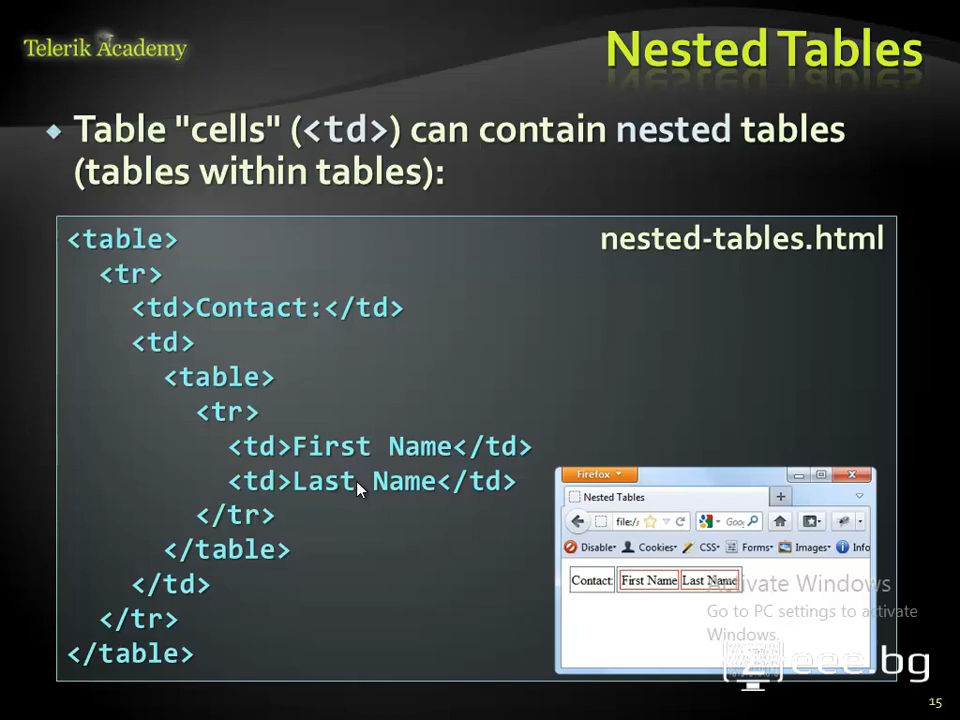 Telerik Academy
Nested Tables
Table "cells" (<td>) can contain nested tables
(tables within tables):
nested-tables.html
<table>
<tr>
<td>Contact:</td>
<td>
<table>
<tr>
<td>First Name</td>
<td>Last Name</td>
</tr>
</table>
</td>
</tr>
</table>
Firefox
Nested Tables
file:/
Disable Cookies CSS Forms Images Info
Contact: First Name Last Name
Activate Windows
Go to PC settings to activate
Windows.
eee.bg
15